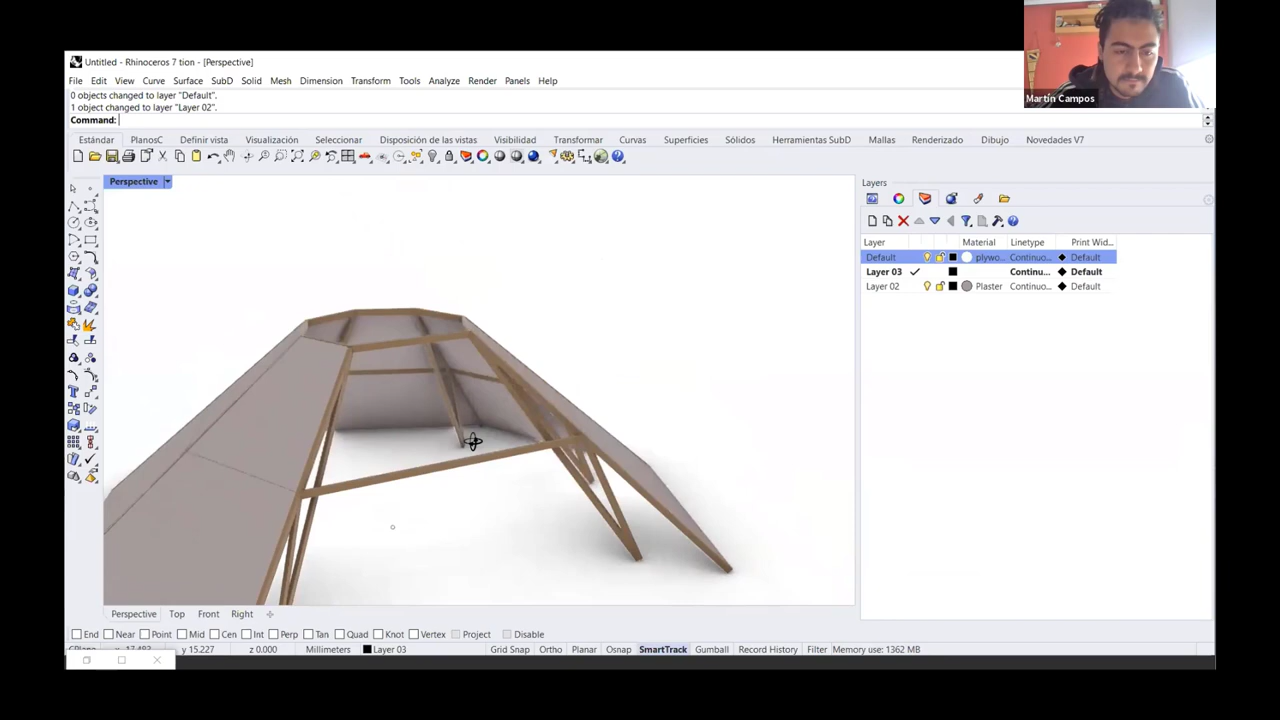 Untitled - Rhinoceros 7 tion - [Perspective]
File Edit View Curve Surface SubD Solid Mesh Dimension Transform Tools Analyze Render Panels Help
Martín Campos
0 objects changed to layer "Default".
1 object changed to layer "Layer 02".
Command:
Estándar PlanosC Definir vista Visualización Seleccionar Disposición de las vistas Visibilidad Transformar Curvas Superficies Sólidos Herramientas SubD Mallas Renderizado Dibujo Novedades V7
Perspective
Layers
Layer Material Linetype Print Wid...
Default plywo... Continuo... Default
Layer 03 Continu... Default
Layer 02 Plaster Continuo... Default
Perspective Top Front Right
End Near Point Mid Cen Int Perp Tan Quad Knot Vertex Project Disable
y 15.227 z 0.000 Millimeters Layer 03 Grid Snap Ortho Planar Osnap SmartTrack Gumball Record History Filter Memory use: 1362 MB